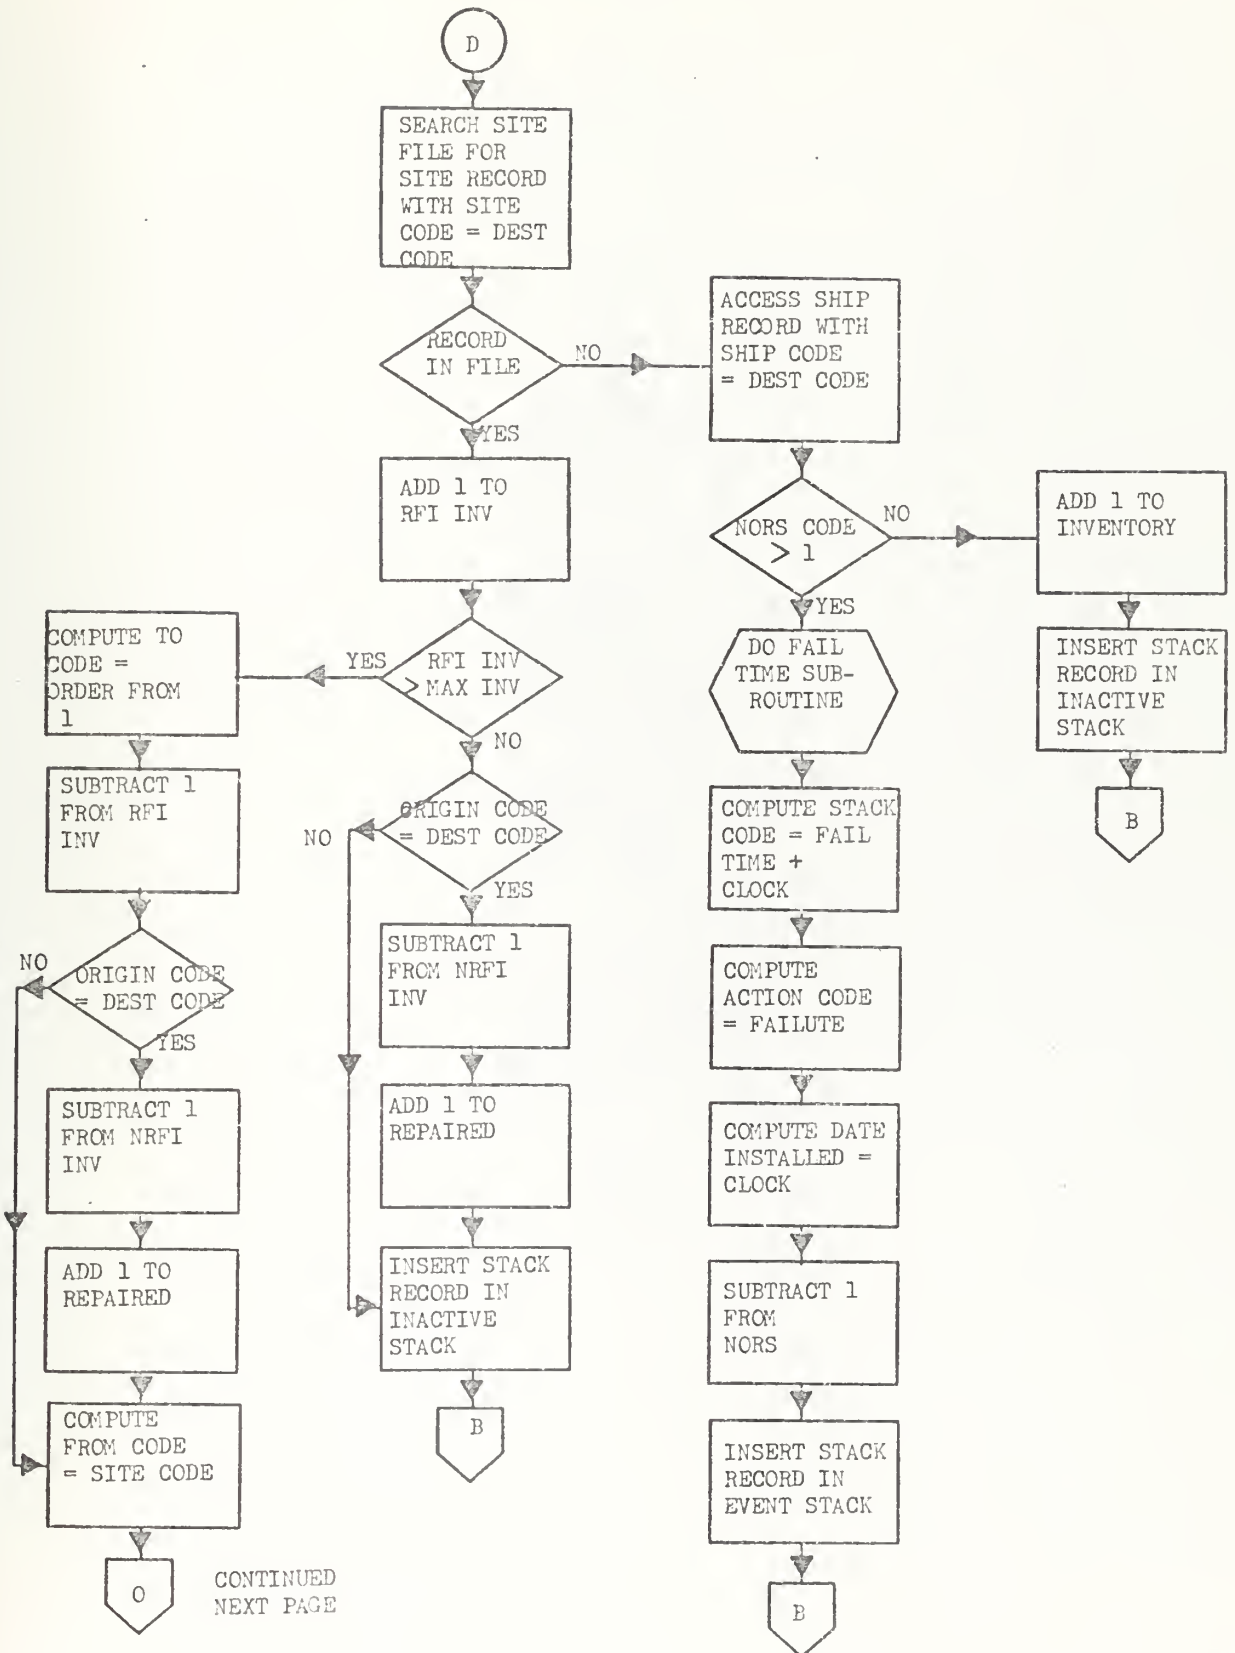 D
SEARCH SITE
FILE FOR
SITE RECORD
WITH SITE
CODE = DEST
CODE
RECORD
IN FILE
NO
YES
ACCESS SHIP
RECORD WITH
SHIP CODE
= DEST CODE
ADD 1 TO
RFI INV
NORS CODE
> 1
NO
YES
ADD 1 TO
INVENTORY
INSERT STACK
RECORD IN
INACTIVE
STACK
B
RFI INV
> MAX INV
YES
NO
COMPUTE TO
CODE =
ORDER FROM
1
SUBTRACT 1
FROM RFI
INV
ORIGIN CODE
= DEST CODE
NO
YES
SUBTRACT 1
FROM NRFI
INV
ADD 1 TO
REPAIRED
COMPUTE
FROM CODE
= SITE CODE
O
CONTINUED
NEXT PAGE
ORIGIN CODE
= DEST CODE
NO
YES
SUBTRACT 1
FROM NRFI
INV
ADD 1 TO
REPAIRED
INSERT STACK
RECORD IN
INACTIVE
STACK
B
DO FAIL
TIME SUB-
ROUTINE
COMPUTE STACK
CODE = FAIL
TIME +
CLOCK
COMPUTE
ACTION CODE
= FAILUTE
COMPUTE DATE
INSTALLED =
CLOCK
SUBTRACT 1
FROM
NORS
INSERT STACK
RECORD IN
EVENT STACK
B